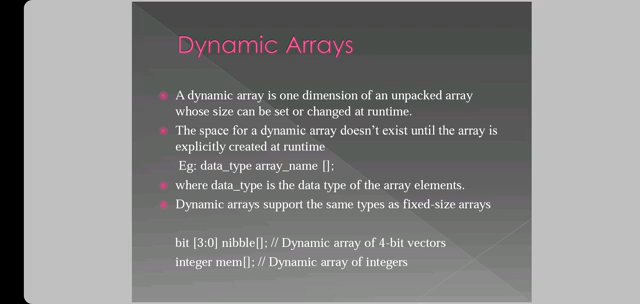 Dynamic Arrays
A dynamic array is one dimension of an unpacked array
whose size can be set or changed at runtime.
The space for a dynamic array doesn’t exist until the array is
explicitly created at runtime
Eg: data_type array_name [];
where data_type is the data type of the array elements.
Dynamic arrays support the same types as fixed-size arrays
bit [3:0] nibble[]; // Dynamic array of 4-bit vectors
integer mem[]; // Dynamic array of integers